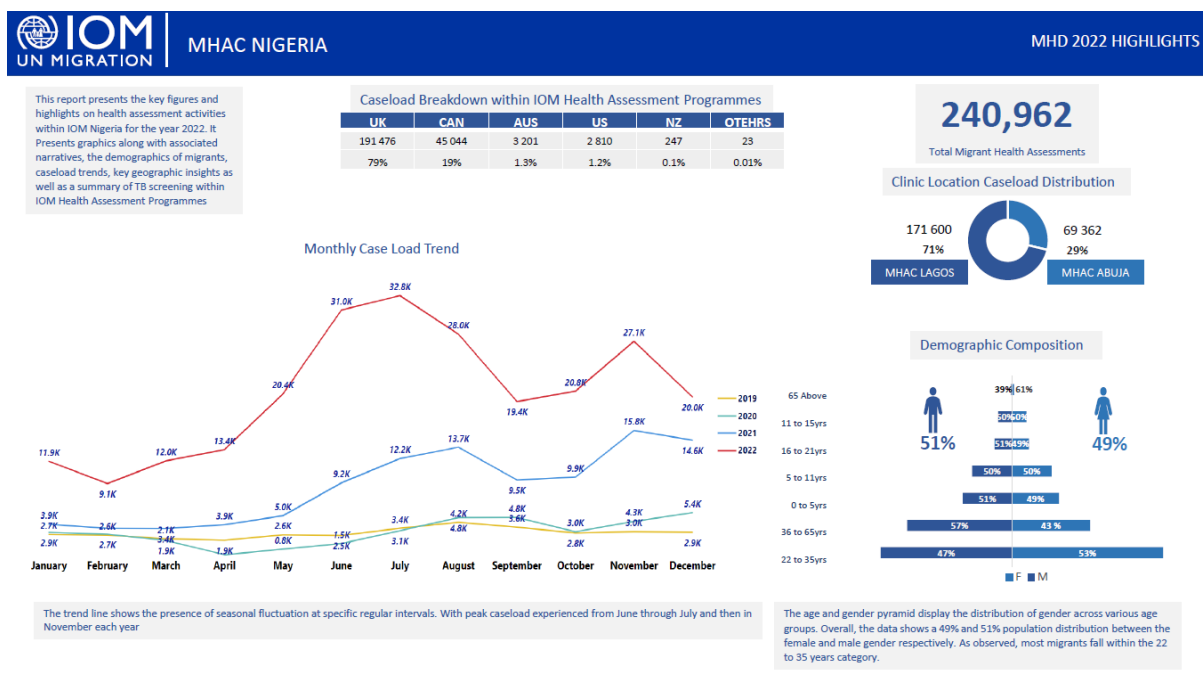 IOM
UN MIGRATION
MHAC NIGERIA
MHD 2022 HIGHLIGHTS
This report presents the key figures and
highlights on health assessment activities
within IOM Nigeria for the year 2022. It
Presents graphics along with associated
narratives, the demographics of migrants,
caseload trends, key geographic insights as
well as a summary of TB screening within
IOM Health Assessment Programmes
Caseload Breakdown within IOM Health Assessment Programmes
UK CAN AUS US NZ OTEHRS
191 476 45 044 3 201 2 810 247 23
79% 19% 1.3% 1.2% 0.1% 0.01%
240,962
Total Migrant Health Assessments
Clinic Location Caseload Distribution
171 600
71%
MHAC LAGOS
69 362
29%
MHAC ABUJA
Monthly Case Load Trend
11.9K 9.1K 12.0K 13.4K 20.4K 31.0K 32.8K 28.0K 19.4K 20.8K 27.1K 20.0K
3.9K 2.6K 2.1K 3.9K 5.0K 9.2K 12.2K 13.7K 9.5K 9.9K 15.8K 14.6K
2.7K 3.4K 2.6K 1.5K 3.4K 4.2K 4.8K 3.0K 4.3K 5.4K
2.9K 2.7K 1.9K 1.9K 0.8K 2.5K 3.1K 4.8K 3.6K 2.8K 3.0K 2.9K
January February March April May June July August September October November December
2019
2020
2021
2022
Demographic Composition
51%
49%
65 Above 39% 61%
11 to 15yrs 50% 50%
16 to 21yrs 51% 49%
5 to 11yrs 50% 50%
0 to 5yrs 51% 49%
36 to 65yrs 57% 43 %
22 to 35yrs 47% 53%
F M
The trend line shows the presence of seasonal fluctuation at specific regular intervals. With peak caseload experienced from June through July and then in
November each year
The age and gender pyramid display the distribution of gender across various age
groups. Overall, the data shows a 49% and 51% population distribution between the
female and male gender respectively. As observed, most migrants fall within the 22
to 35 years category.